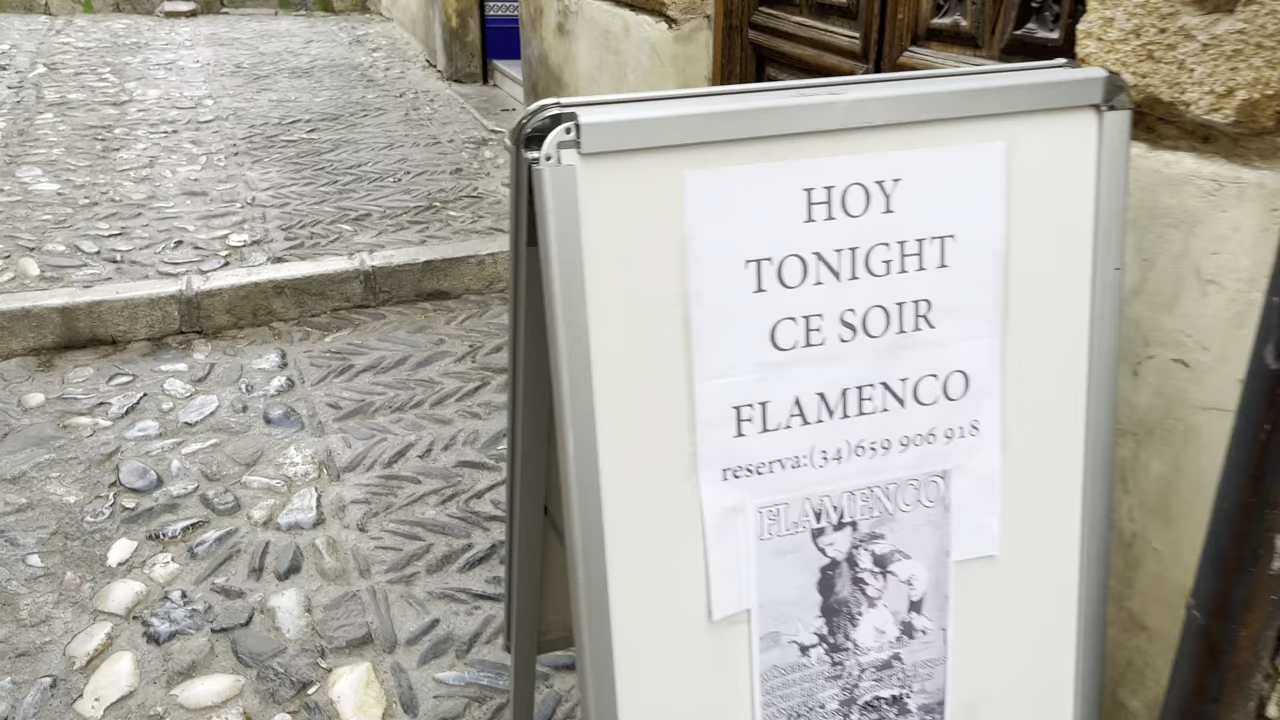 HOY
TONIGHT
CE SOIR
FLAMENCO
reserva:(34)659 906 918
FLAMENCO